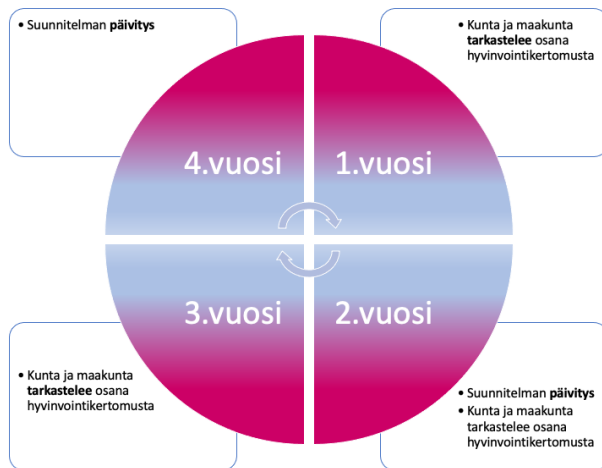 • Suunnitelman päivitys
• Kunta ja maakunta
tarkastelee osana
hyvinvointikertomusta
4.vuosi
1.vuosi
3.vuosi
2.vuosi
• Kunta ja maakunta
tarkastelee osana
hyvinvointikertomusta
• Suunnitelman päivitys
• Kunta ja maakunta
tarkastelee osana
hyvinvointikertomusta